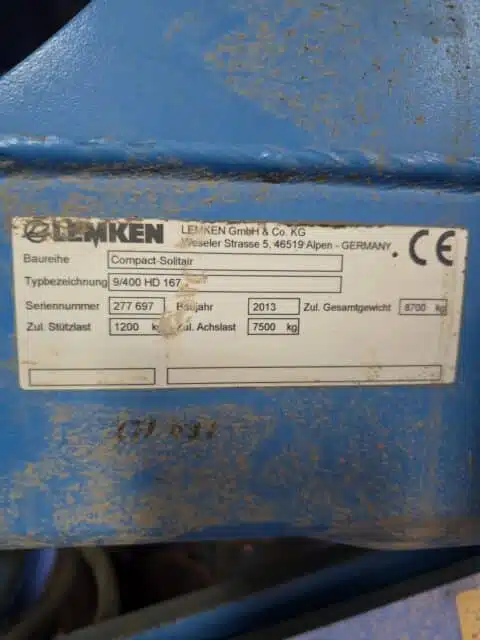 LEMKEN
LEMKEN GmbH & Co. KG
Weseler Strasse 5, 46519 Alpen - GERMANY
CE
Baureihe Compact-Solitair
Typbezeichnung 9/400 HD 167
Seriennummer 277 697 Baujahr 2013 Zul. Gesamtgewicht 8700 kg
Zul. Stützlast 1200 kg Zul. Achslast 7500 kg